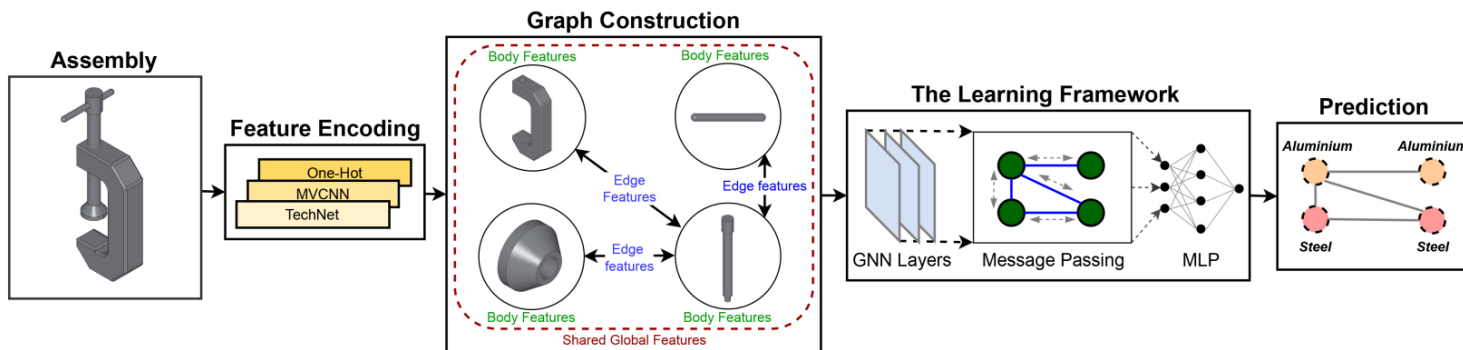 Assembly
Feature Encoding
One-Hot
MVCNN
TechNet
Graph Construction
Body Features
Body Features
Edge
Features
Edge features
Edge
features
Body Features
Body Features
Shared Global Features
The Learning Framework
GNN Layers
Message Passing
MLP
Prediction
Aluminium
Aluminium
Steel
Steel